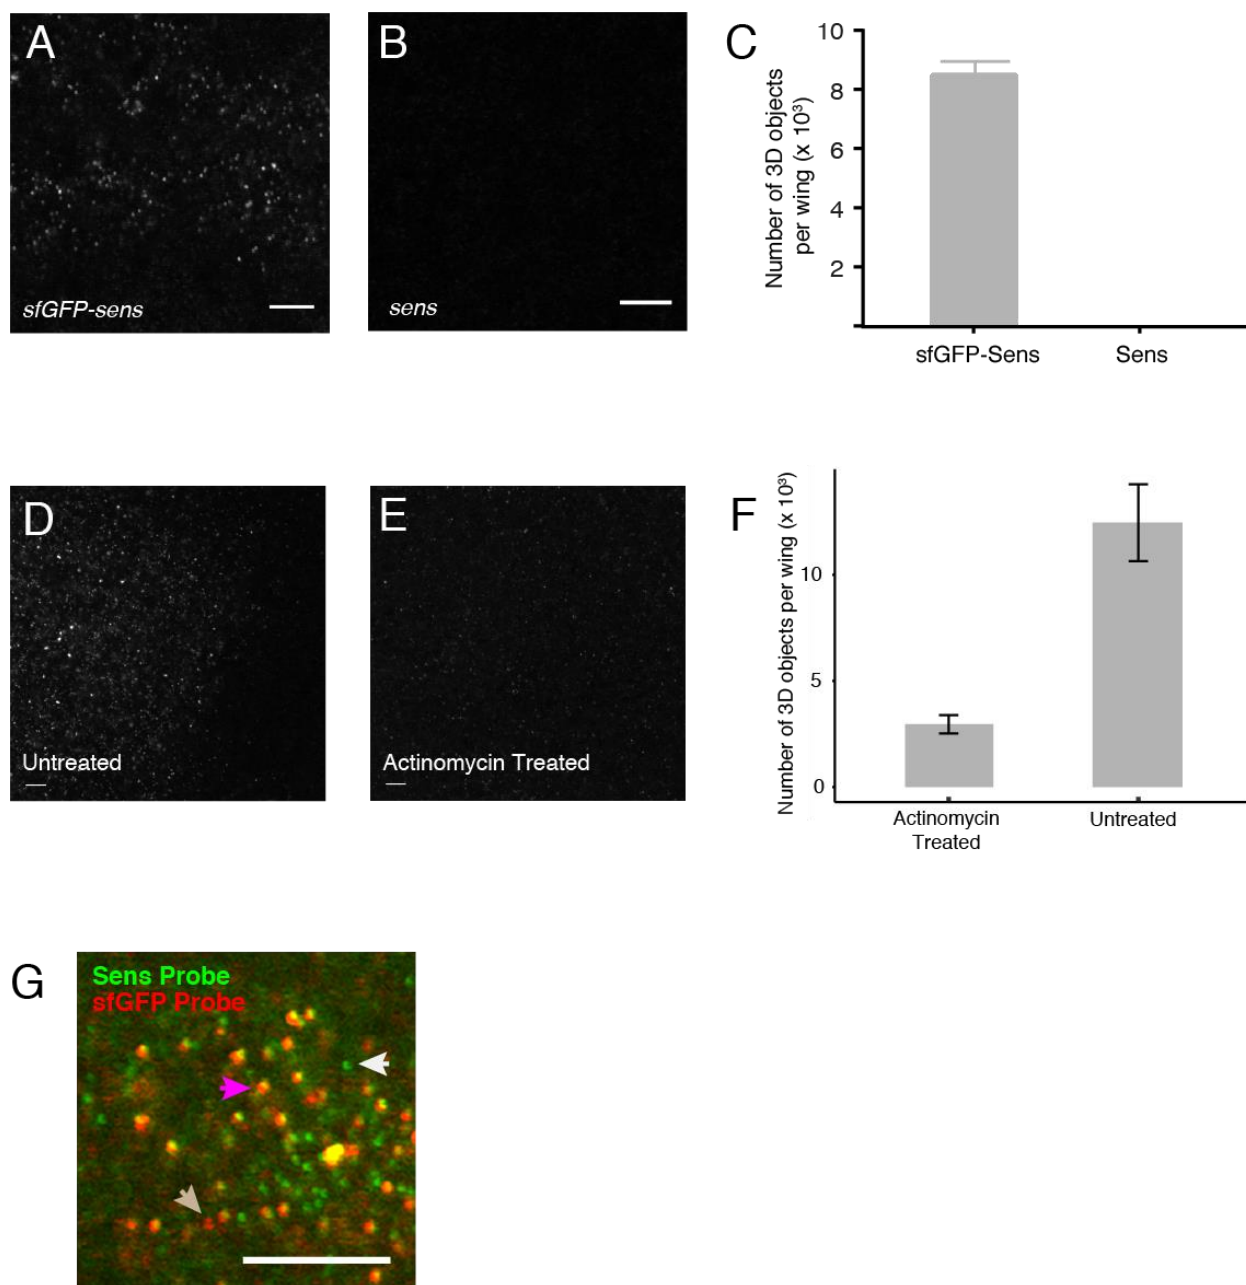 A
sfGFP-sens
B
sens
C
Number of 3D objects
per wing (x 10³)
10
8
6
4
2
sfGFP-Sens
Sens
D
Untreated
E
Actinomycin Treated
F
Number of 3D objects per wing (x 10³)
10
5
0
Actinomycin
Treated
Untreated
G
Sens Probe
sfGFP Probe